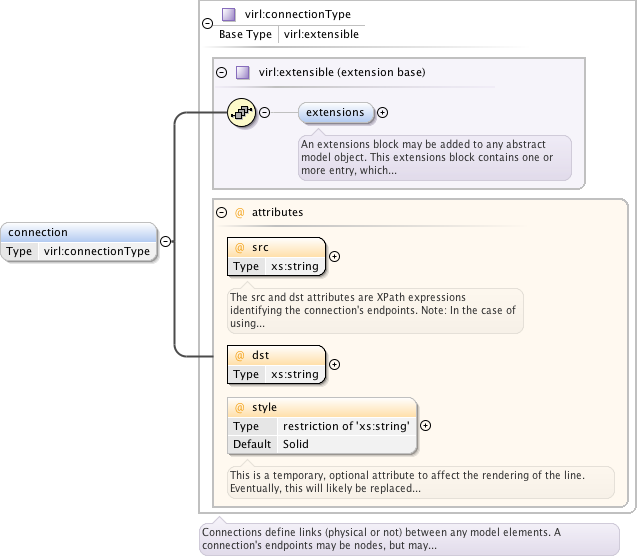 virl:connectionType
Base Type virl:extensible
virl:extensible (extension base)
extensions
An extensions block may be added to any abstract
model object. This extensions block contains one or
more entry, which...
connection
Type virl:connectionType
@ attributes
@ src
Type xs:string
The src and dst attributes are XPath expressions
identifying the connection's endpoints. Note: In the case of
using...
@ dst
Type xs:string
@ style
Type restriction of 'xs:string'
Default Solid
This is a temporary, optional attribute to affect the rendering of the line.
Eventually, this will likely be replaced...
Connections define links (physical or not) between any model elements. A
connection's endpoints may be nodes, but may...